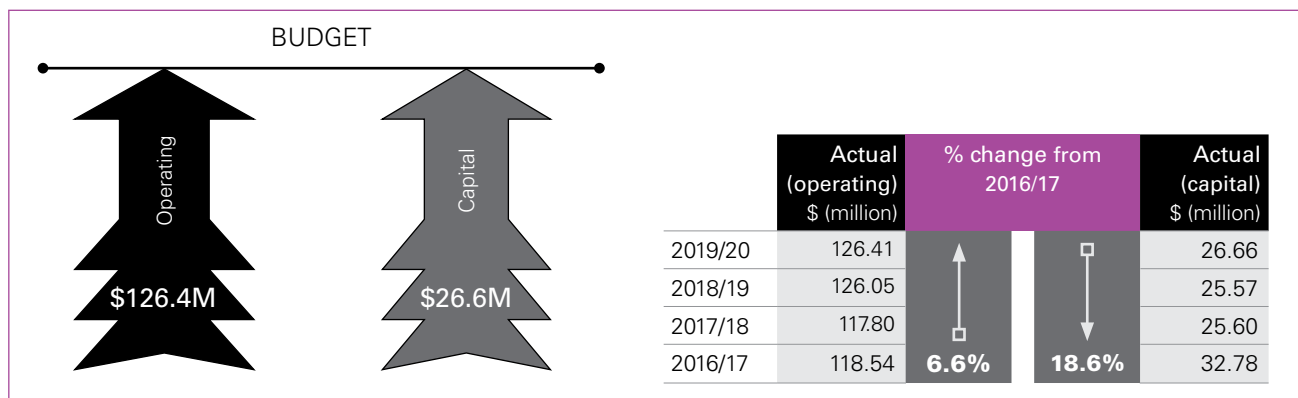 BUDGET
Operating
$126.4M
Capital
$26.6M
Actual (operating) $ (million) % change from 2016/17 Actual (capital) $ (million)
2019/20 126.41 26.66
2018/19 126.05 25.57
2017/18 117.80 25.60
2016/17 118.54 6.6% 18.6% 32.78